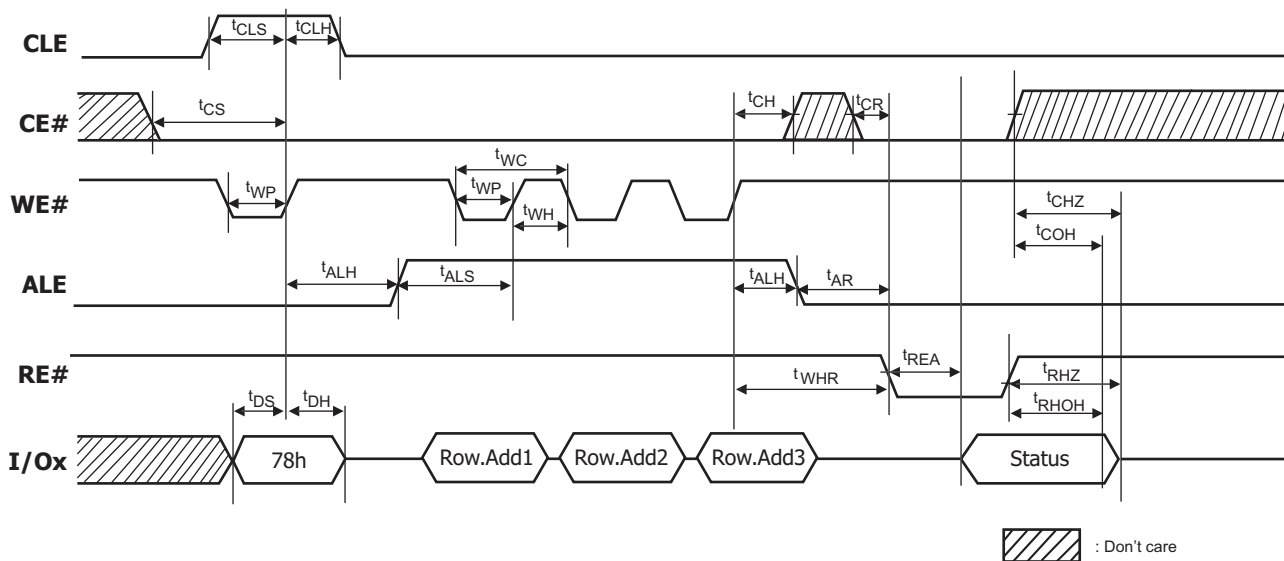 CLE tCLS tCLH
CE# tCS tCH tCR
WE# tWP tWC tWP tWH tCHZ tCOH
ALE tALH tALS tALH tAR
RE# tWHR tREA tRHZ tRHOH
tDS tDH
I/Ox 78h Row.Add1 Row.Add2 Row.Add3 Status
: Don't care